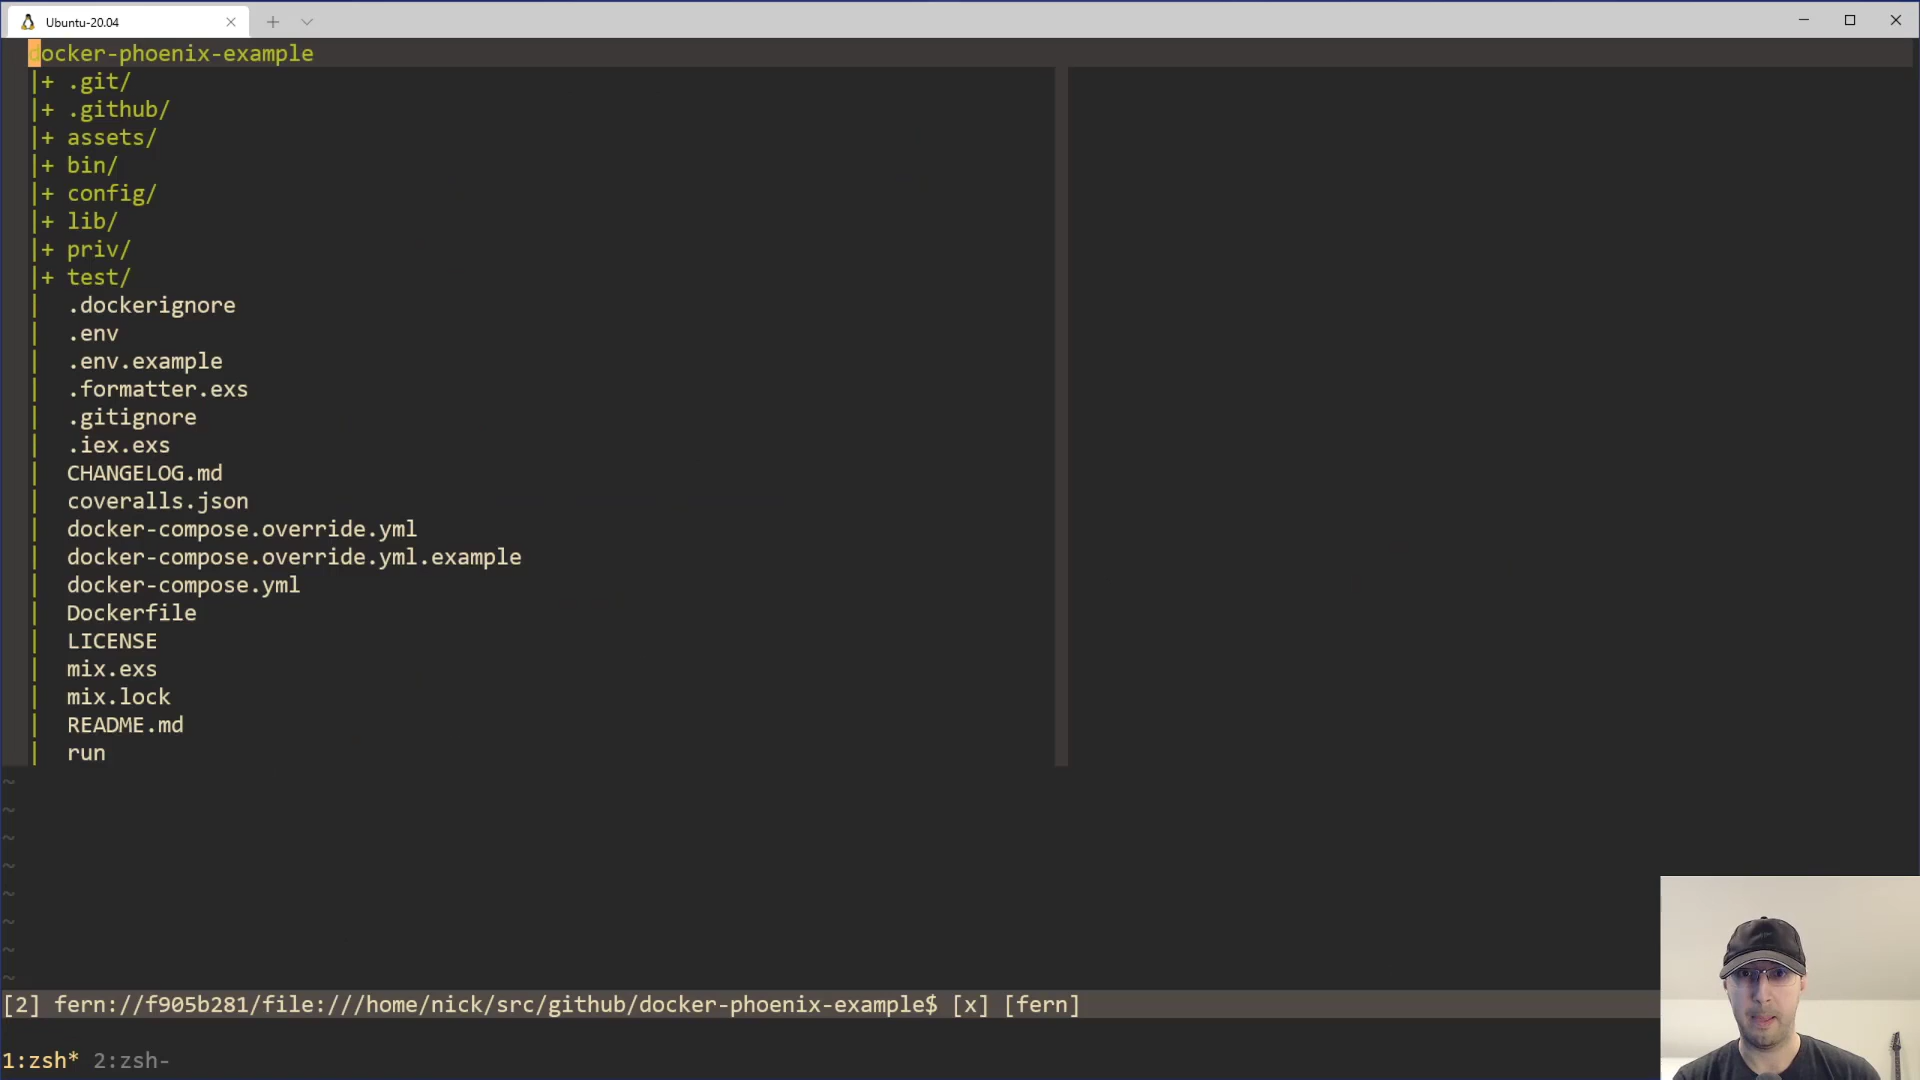 Ubuntu-20.04
docker-phoenix-example
|+ .git/
|+ .github/
|+ assets/
|+ bin/
|+ config/
|+ lib/
|+ priv/
|+ test/
|  .dockerignore
|  .env
|  .env.example
|  .formatter.exs
|  .gitignore
|  .iex.exs
|  CHANGELOG.md
|  coveralls.json
|  docker-compose.override.yml
|  docker-compose.override.yml.example
|  docker-compose.yml
|  Dockerfile
|  LICENSE
|  mix.exs
|  mix.lock
|  README.md
|  run
~
~
~
~
~
~
~
~
[2] fern://f905b281/file:///home/nick/src/github/docker-phoenix-example$ [x] [fern]
1:zsh* 2:zsh-